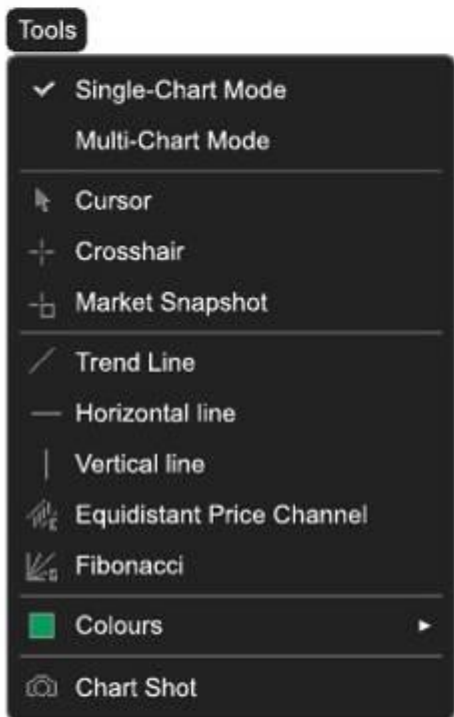 Tools
Single-Chart Mode
Multi-Chart Mode
Cursor
Crosshair
Market Snapshot
Trend Line
Horizontal line
Vertical line
Equidistant Price Channel
Fibonacci
Colours
Chart Shot